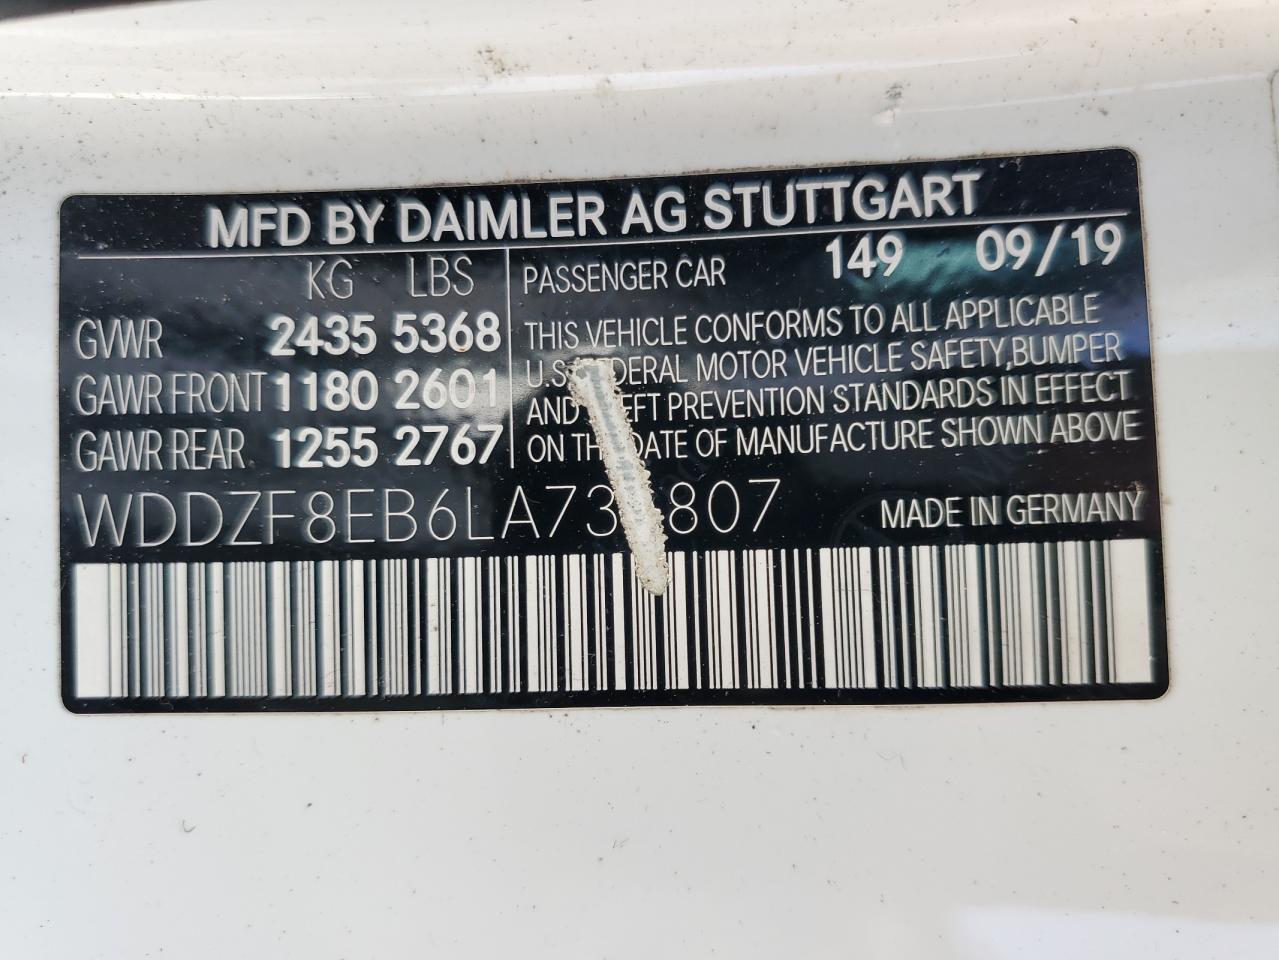 MFD BY DAIMLER AG STUTTGART
KG LBS
GVWR 2435 5368
GAWR FRONT 1180 2601
GAWR REAR 1255 2767
PASSENGER CAR 149 09/19
THIS VEHICLE CONFORMS TO ALL APPLICABLE
MOTOR VEHICLE SAFETY,BUMPER
AND PREVENTION STANDARDS IN EFFECT
ON DATE OF MANUFACTURE SHOWN ABOVE
MADE IN GERMANY